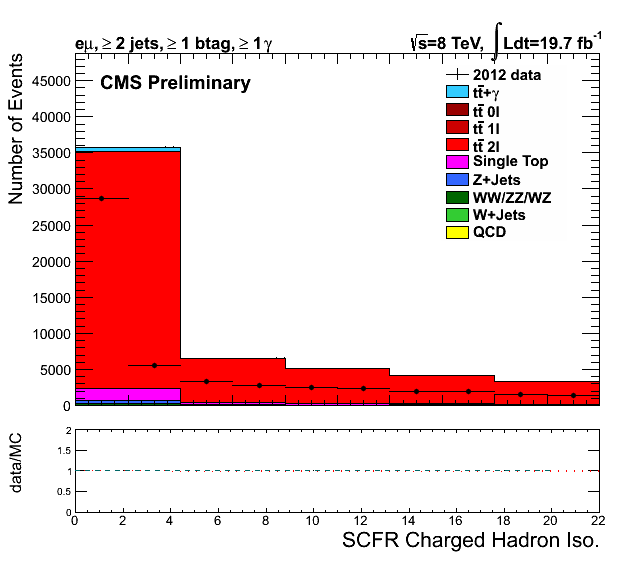 eμ, ≥ 2 jets, ≥ 1 btag, ≥ 1 γ
√s=8 TeV, ∫ Ldt=19.7 fb⁻¹
CMS Preliminary
2012 data
tt̄+γ
tt̄ 0l
tt̄ 1l
tt̄ 2l
Single Top
Z+Jets
WW/ZZ/WZ
W+Jets
QCD
Number of Events
45000
40000
35000
30000
25000
20000
15000
10000
5000
0
data/MC
2
1.5
1
0.5
0
0 2 4 6 8 10 12 14 16 18 20 22
SCFR Charged Hadron Iso.